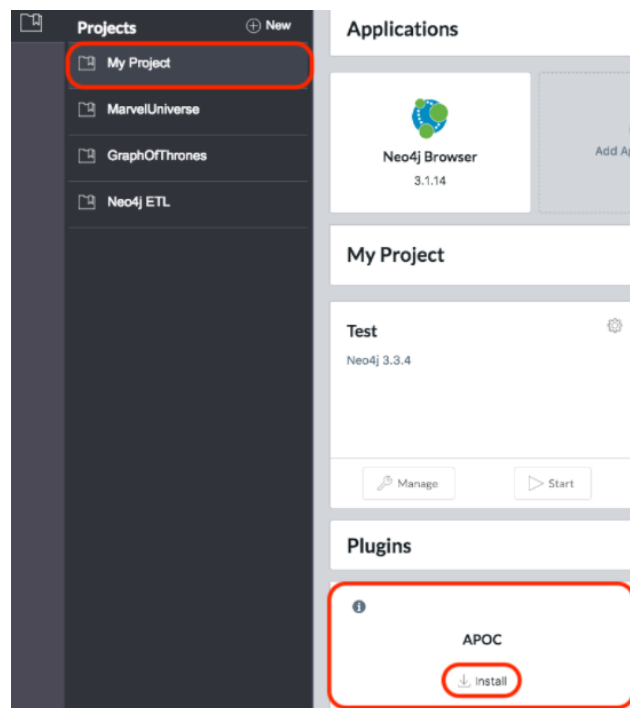 Projects
New
My Project
MarvelUniverse
GraphOfThrones
Neo4j ETL
Applications
Neo4j Browser
3.1.14
Add
My Project
Test
Neo4j 3.3.4
Manage
Start
Plugins
APOC
Install